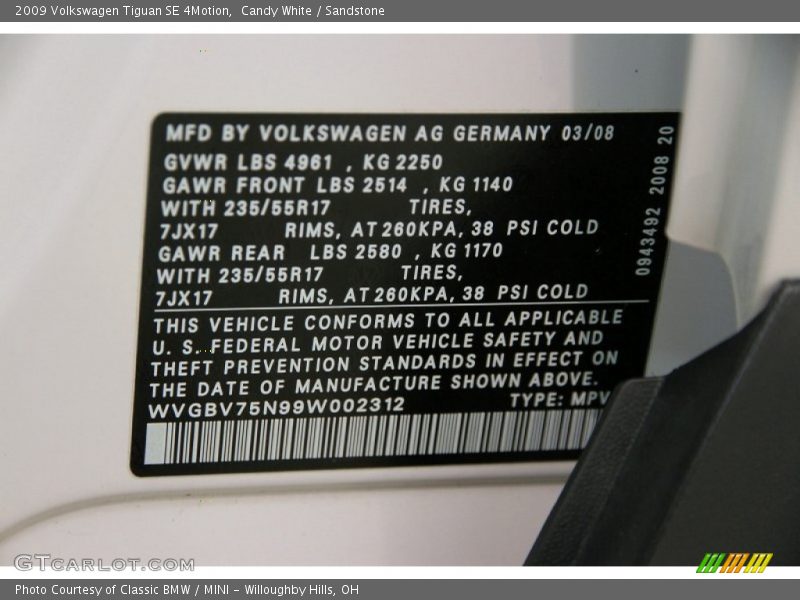 2009 Volkswagen Tiguan SE 4Motion,  Candy White / Sandstone
MFD BY VOLKSWAGEN AG GERMANY 03/08
GVWR LBS 4961 , KG 2250
GAWR FRONT LBS 2514 , KG 1140
WITH 235/55R17 TIRES,
7JX17 RIMS, AT 260KPA, 38 PSI COLD
GAWR REAR LBS 2580 , KG 1170
WITH 235/55R17 TIRES,
7JX17 RIMS, AT 260KPA, 38 PSI COLD
THIS VEHICLE CONFORMS TO ALL APPLICABLE
U. S. FEDERAL MOTOR VEHICLE SAFETY AND
THEFT PREVENTION STANDARDS IN EFFECT ON
THE DATE OF MANUFACTURE SHOWN ABOVE.
WVGBV75N99W002312 TYPE: MPV
0943492 2008 20
GTcarlot.com
Photo Courtesy of Classic BMW / MINI - Willoughby Hills, OH